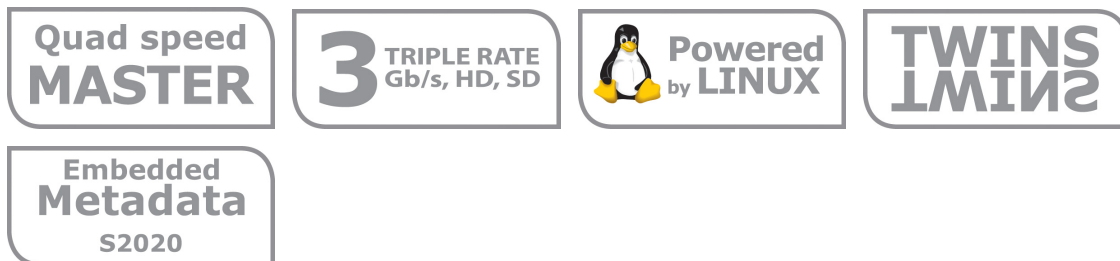 Quad speed
MASTER
3 TRIPLE RATE
Gb/s, HD, SD
Powered
by LINUX
TWINS
TWINS
Embedded
Metadata
S2020